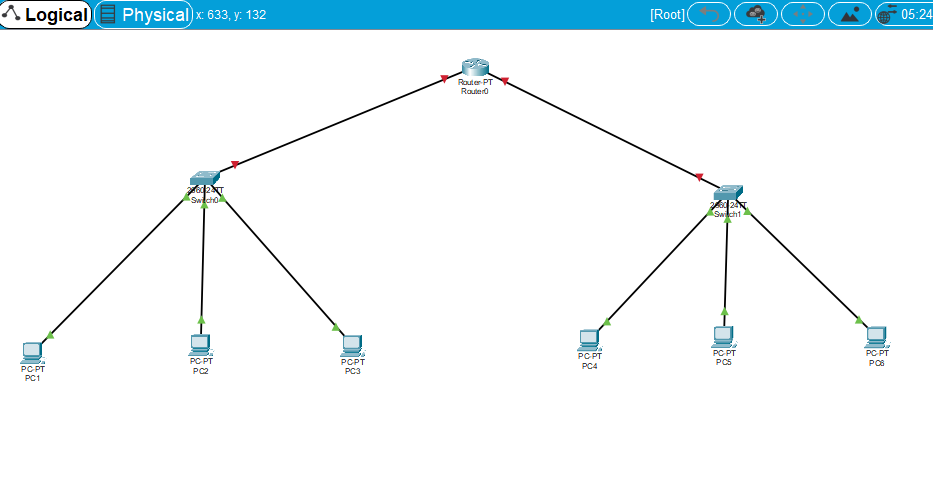 Logical
Physical
x: 633, y: 132
[Root]
05:24
Router-PT
Router0
2960-24TT
Switch0
2960-24TT
Switch1
PC-PT
PC1
PC-PT
PC2
PC-PT
PC3
PC-PT
PC4
PC-PT
PC5
PC-PT
PC6